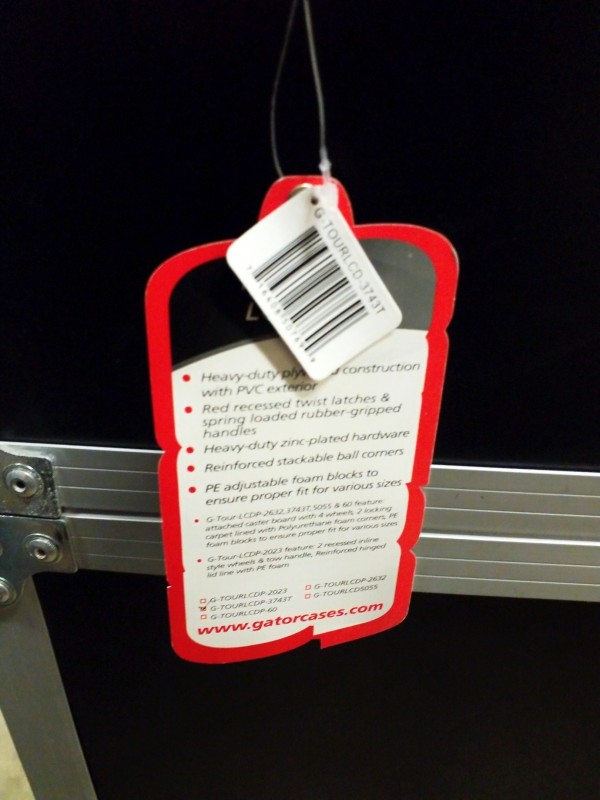 G-TOURLCD-3743T
Heavy-duty construction
with PVC exterior
Red recessed twist latches &
spring loaded rubber-gripped
handles
Heavy-duty zinc-plated hardware
Reinforced stackable ball corners
PE adjustable foam blocks to
ensure proper fit for various sizes
G-Tour-LCDP-2632,3743T,5055 & 60 feature:
attached caster board with 4 wheels, 2 locking
carpet lined with Polyurethane foam corners, PE
foam blocks to ensure proper fit for various sizes
G-Tour-LCDP-2023 feature: 2 recessed inline
style wheels & tow handle, Reinforced hinged
lid line with PE foam
G-TOURLCDP-2023 G-TOURLCDP-2632
G-TOURLCDP-3743T G-TOURLCD5055
G-TOURLCDP-60
www.gatorcases.com